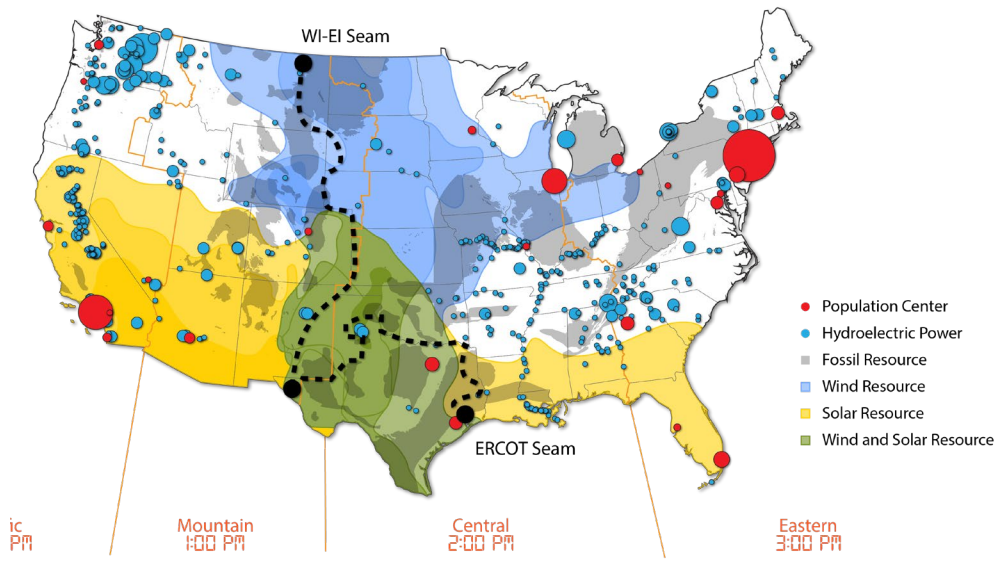 WI-EI Seam
Population Center
Hydroelectric Power
Fossil Resource
Wind Resource
Solar Resource
Wind and Solar Resource
ERCOT Seam
ic
PM
Mountain
1:00 PM
Central
2:00 PM
Eastern
3:00 PM